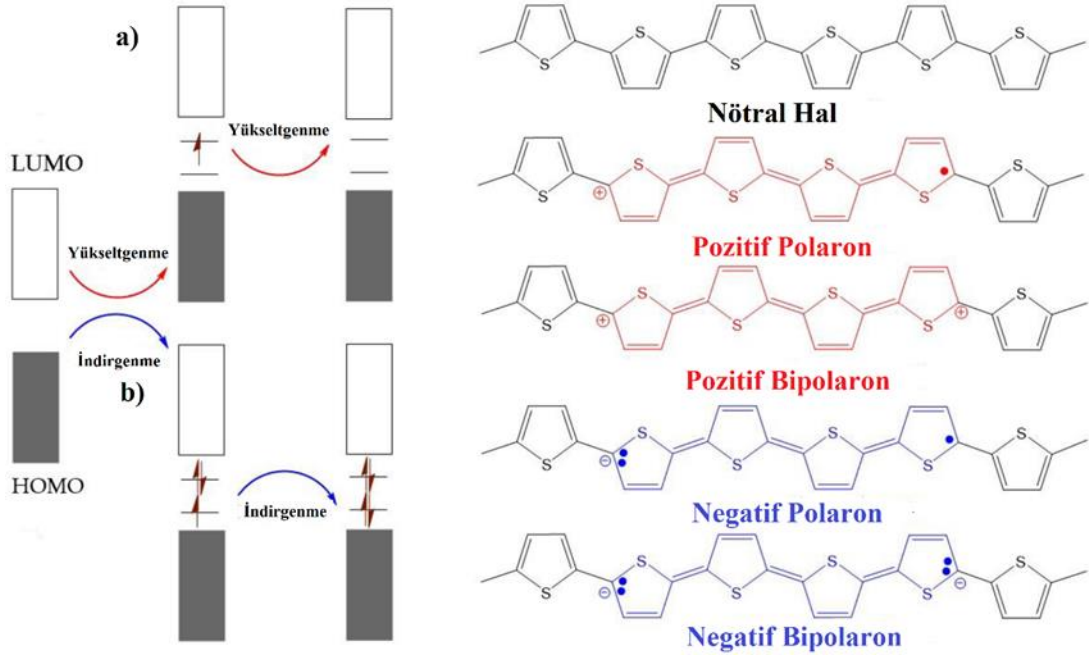 a)
Yükseltgenme
LUMO
Yükseltgenme
İndirgenme
b)
HOMO
İndirgenme
S
S
S
S
S
S
Nötral Hal
S
S
S
S
S
S
⊕
•
Pozitif Polaron
S
S
S
S
S
S
⊕
⊕
Pozitif Bipolaron
S
S
S
S
S
S
⊖
Negatif Polaron
S
S
S
S
S
S
⊖
⊖
Negatif Bipolaron